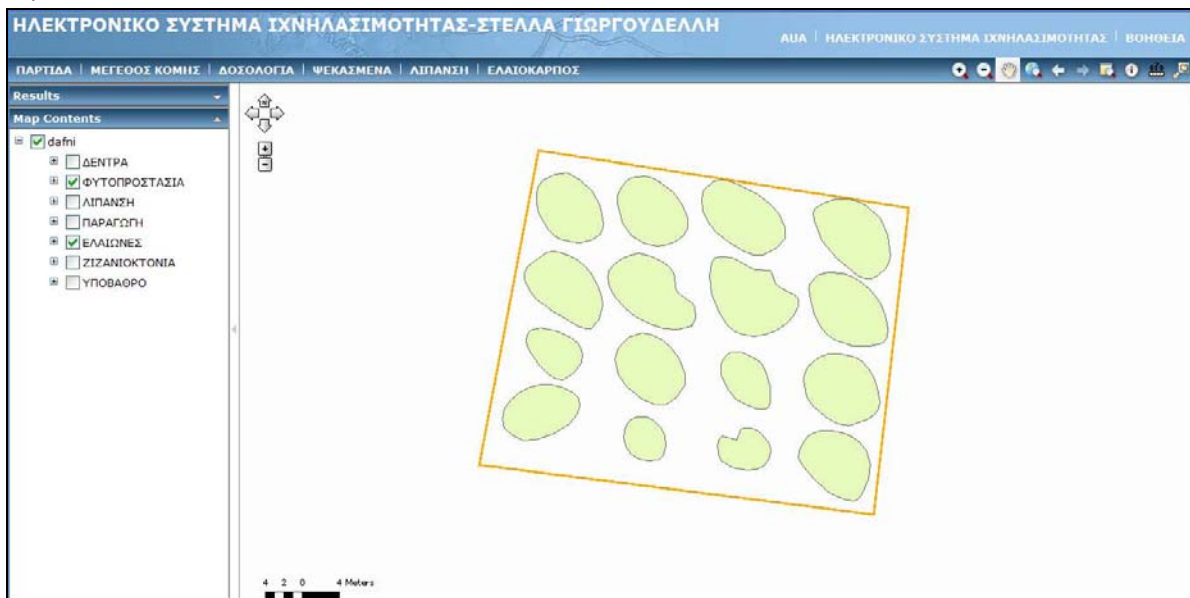 ΗΛΕΚΤΡΟΝΙΚΟ ΣΥΣΤΗΜΑ ΙΧΝΗΛΑΣΙΜΟΤΗΤΑΣ-ΣΤΕΛΛΑ ΓΙΩΡΓΟΥΔΕΛΛΗ
AUA | ΗΛΕΚΤΡΟΝΙΚΟ ΣΥΣΤΗΜΑ ΙΧΝΗΛΑΣΙΜΟΤΗΤΑΣ | ΒΟΗΘΕΙΑ
ΠΑΡΤΙΔΑ | ΜΕΓΕΘΟΣ ΚΟΜΗΣ | ΔΟΣΟΛΟΓΙΑ | ΨΕΚΑΣΜΕΝΑ | ΛΙΠΑΝΣΗ | ΕΛΑΙΟΚΑΡΠΟΣ
Results
Map Contents
dafni
ΔΕΝΤΡΑ
ΦΥΤΟΠΡΟΣΤΑΣΙΑ
ΛΙΠΑΝΣΗ
ΠΑΡΑΓΩΓΗ
ΕΛΑΙΩΝΕΣ
ΖΙΖΑΝΙΟΚΤΟΝΙΑ
ΥΠΟΒΑΘΡΟ
N
4 2 0 4 Meters